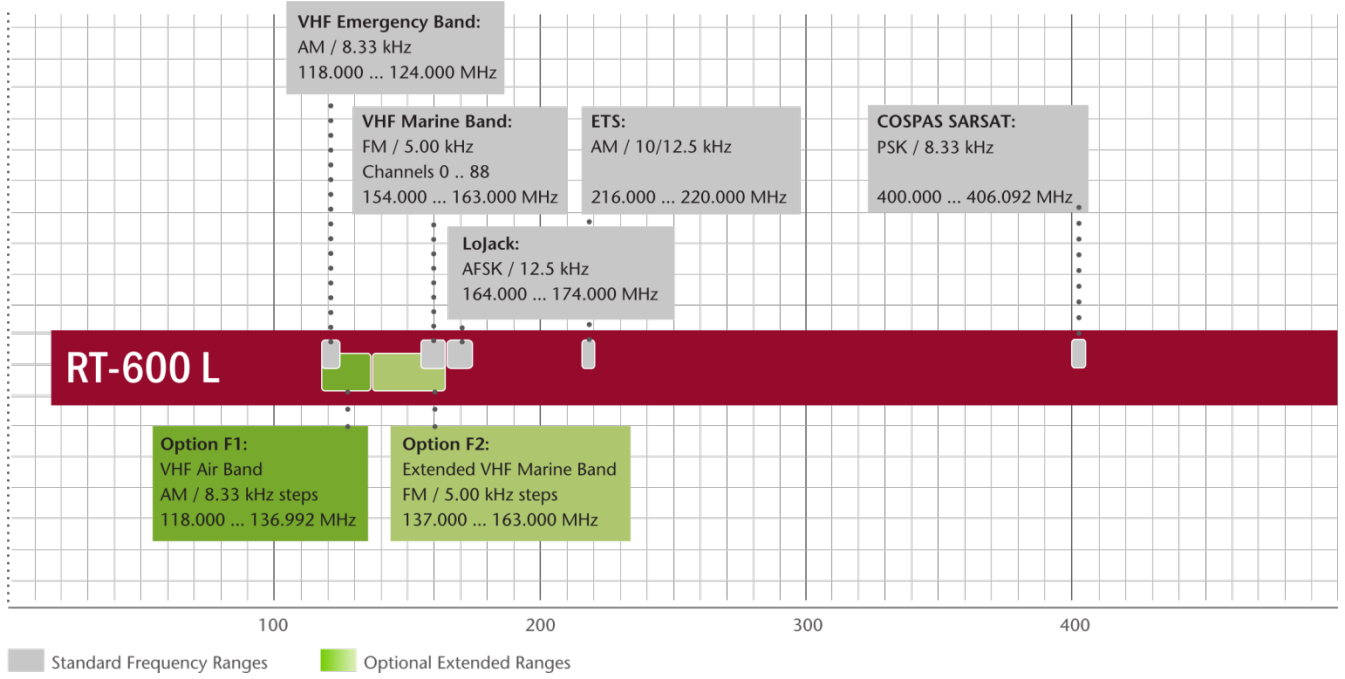 VHF Emergency Band:
AM / 8.33 kHz
118.000 ... 124.000 MHz
VHF Marine Band:
FM / 5.00 kHz
Channels 0 .. 88
154.000 ... 163.000 MHz
ETS:
AM / 10/12.5 kHz
216.000 ... 220.000 MHz
COSPAS SARSAT:
PSK / 8.33 kHz
400.000 ... 406.092 MHz
LoJack:
AFSK / 12.5 kHz
164.000 ... 174.000 MHz
RT-600 L
Option F1:
VHF Air Band
AM / 8.33 kHz steps
118.000 ... 136.992 MHz
Option F2:
Extended VHF Marine Band
FM / 5.00 kHz steps
137.000 ... 163.000 MHz
100 200 300 400
Standard Frequency Ranges
Optional Extended Ranges